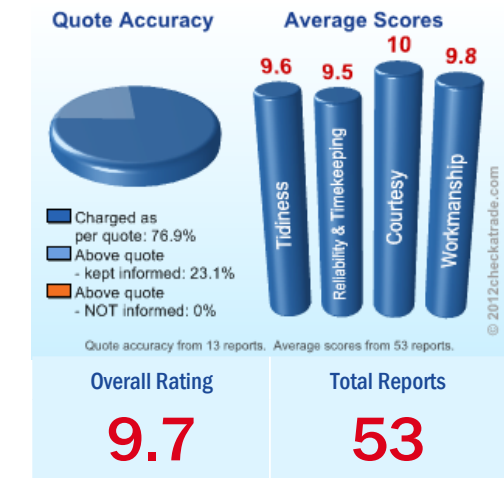 Quote Accuracy
Average Scores
9.6
9.5
10
9.8
Tidiness
Reliability & Timekeeping
Courtesy
Workmanship
Charged as
per quote: 76.9%
Above quote
- kept informed: 23.1%
Above quote
- NOT informed: 0%
© 2012checkatrade.com
Quote accuracy from 13 reports. Average scores from 53 reports.
Overall Rating
Total Reports
9.7
53